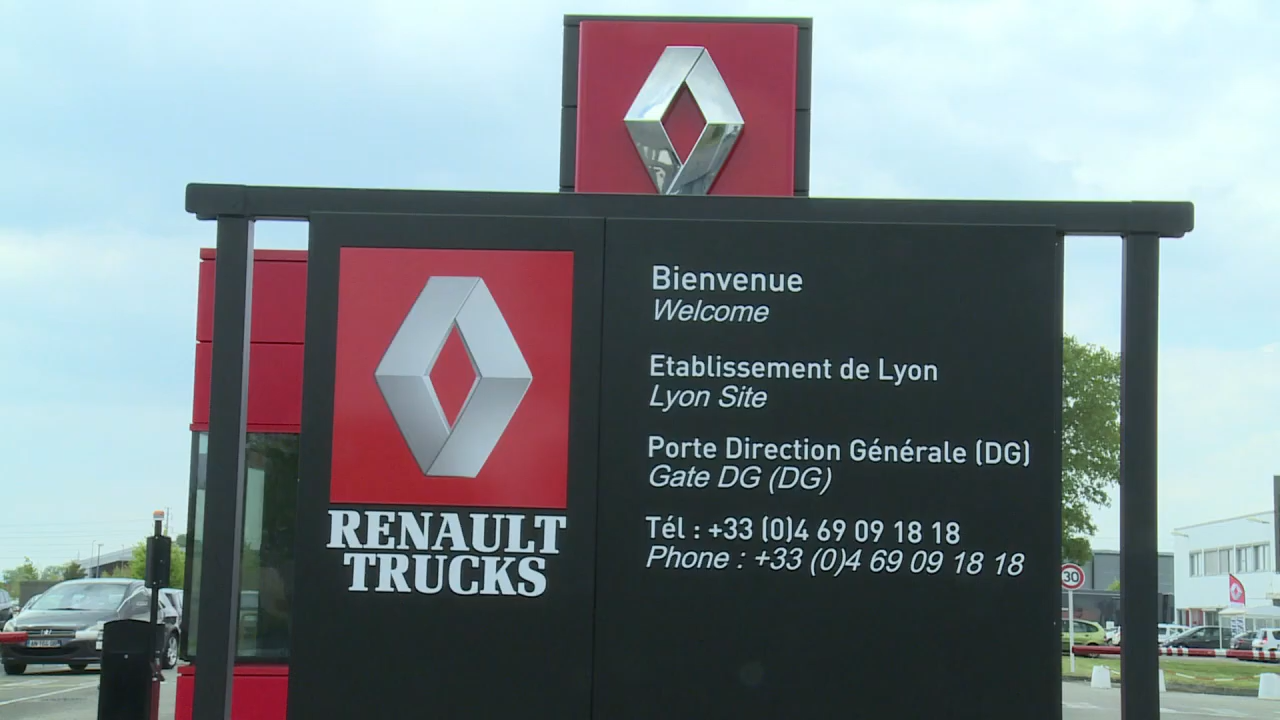 RENAULT
TRUCKS
Bienvenue
Welcome
Etablissement de Lyon
Lyon Site
Porte Direction Générale (DG)
Gate DG (DG)
Tél : +33 (0)4 69 09 18 18
Phone : +33 (0)4 69 09 18 18
30